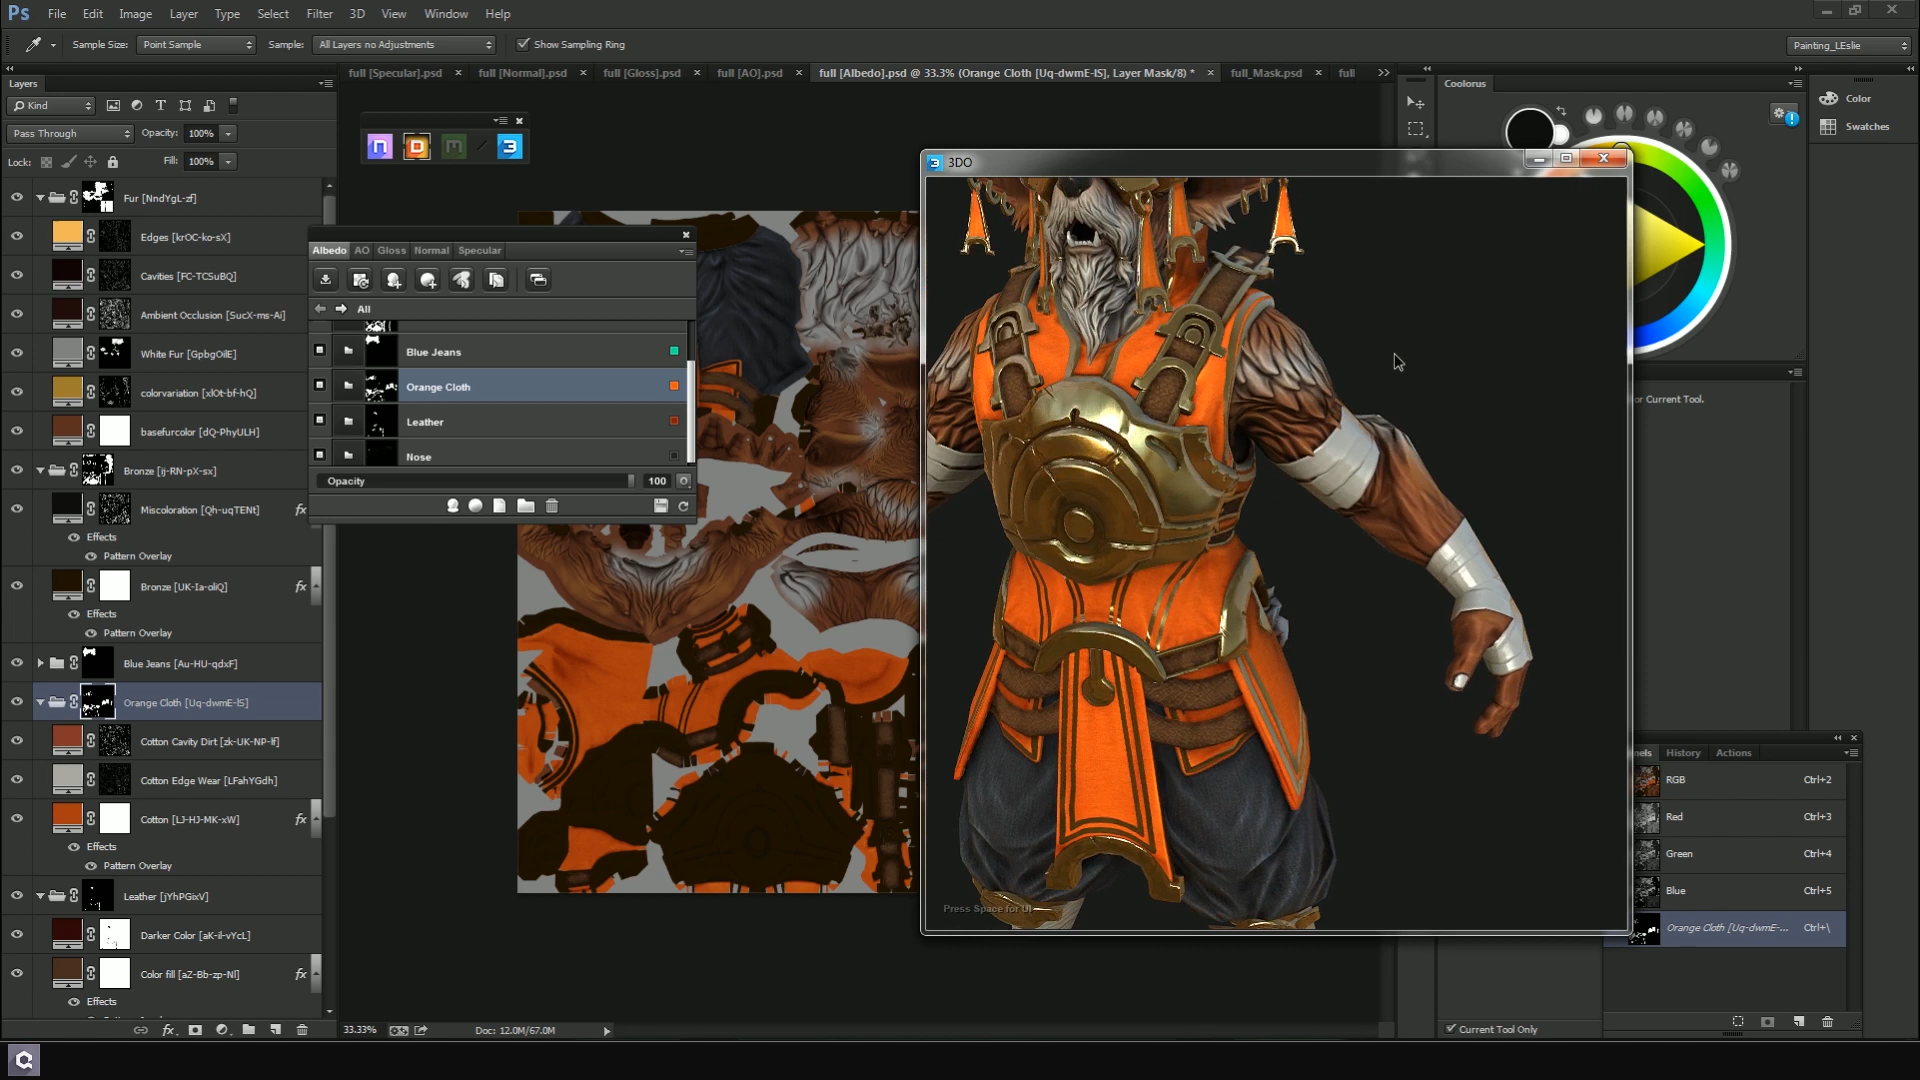 Ps File Edit Image Layer Type Select Filter 3D View Window Help
Sample Size: Point Sample Sample: All Layers no Adjustments Show Sampling Ring Painting_LEslie
Layers
full [Specular].psd × full [Normal].psd × full [Gloss].psd × full [AO].psd × full [Albedo].psd @ 33.3% (Orange Cloth [Uq-dwmE-lS], Layer Mask/8) * × full_Mask.psd × full
Coolorus
Kind
Color
Swatches
Pass Through Opacity: 100%
Lock: Fill: 100%
n D m 3
3DO
Fur [NndYgL-zf]
Edges [krOC-ko-sX]
Cavities [FC-TCSuBQ]
Ambient Occlusion [SucX-ms-Ai]
White Fur [GpbgOilE]
colorvariation [xlOt-bf-hQ]
basefurcolor [dQ-PhyULH]
Bronze [ij-RN-pX-sx]
Miscoloration [Qh-uqTENt] fx
Effects
Pattern Overlay
Bronze [UK-Ia-oliQ] fx
Effects
Pattern Overlay
Blue Jeans [Au-HU-qdxF]
Orange Cloth [Uq-dwmE-lS]
Cotton Cavity Dirt [zk-UK-NP-lf]
Cotton Edge Wear [LFahYGdh]
Cotton [LJ-HJ-MK-xW] fx
Effects
Pattern Overlay
Leather [jYhPGixV]
Darker Color [aK-il-vYcL]
Color fill [aZ-Bb-zp-Nl] fx
Effects
Albedo AO Gloss Normal Specular
All
Blue Jeans
Orange Cloth
Leather
Nose
Opacity 100
Press Space for UI
or Current Tool.
nels History Actions
RGB Ctrl+2
Red Ctrl+3
Green Ctrl+4
Blue Ctrl+5
Orange Cloth [Uq-dwmE-... Ctrl+\
Current Tool Only
33.33% Doc: 12.0M/67.0M